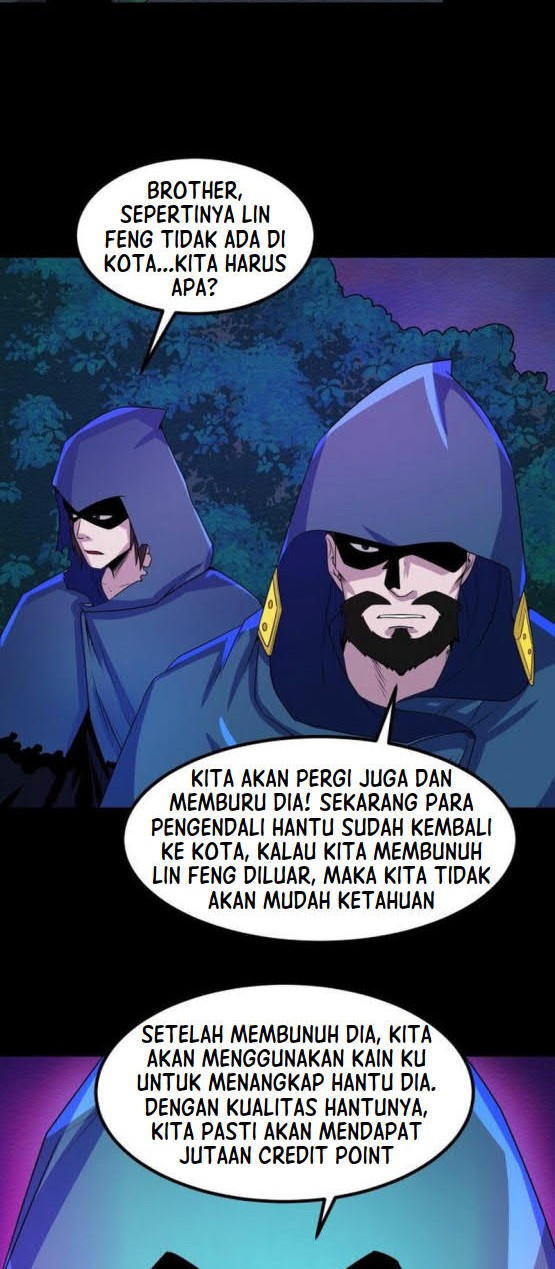 BROTHER,
SEPERTINYA LIN
FENG TIDAK ADA DI
KOTA...KITA HARUS
APA?
KITA AKAN PERGI JUGA DAN
MEMBURU DIA! SEKARANG PARA
PENGENDALI HANTU SUDAH KEMBALI
KE KOTA, KALAU KITA MEMBUNUH
LIN FENG DILUAR, MAKA KITA TIDAK
AKAN MUDAH KETAHUAN
SETELAH MEMBUNUH DIA, KITA
AKAN MENGGUNAKAN KAIN KU
UNTUK MENANGKAP HANTU DIA.
DENGAN KUALITAS HANTUNYA,
KITA PASTI AKAN MENDAPAT
JUTAAN CREDIT POINT